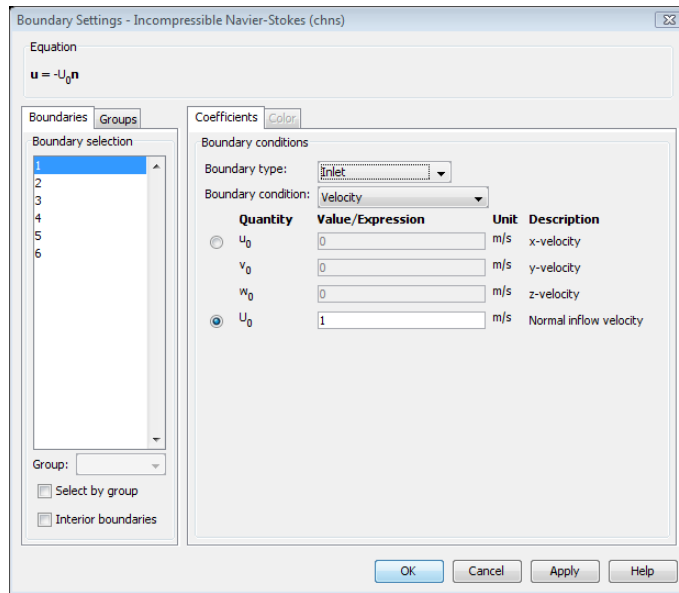 Boundary Settings - Incompressible Navier-Stokes (chns)
Equation
u = -U₀n
Boundaries Groups
Boundary selection
1
2
3
4
5
6
Group:
Select by group
Interior boundaries
Coefficients Color
Boundary conditions
Boundary type: Inlet
Boundary condition: Velocity
Quantity Value/Expression Unit Description
u₀ 0 m/s x-velocity
v₀ 0 m/s y-velocity
w₀ 0 m/s z-velocity
U₀ 1 m/s Normal inflow velocity
OK Cancel Apply Help